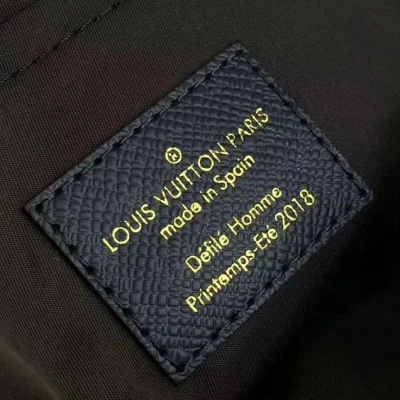 ®
LOUIS VUITTON PARIS
made in Spain
Défilé Homme
Printemps-Eté 2018